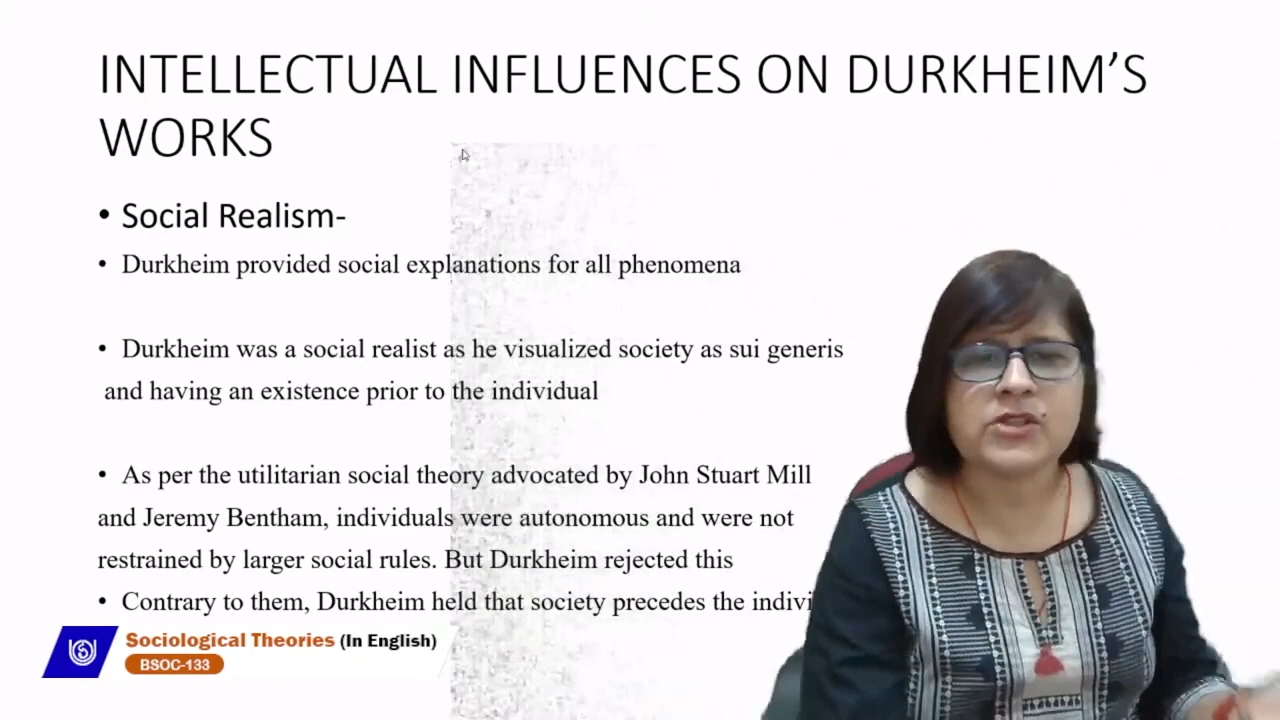 INTELLECTUAL INFLUENCES ON DURKHEIM'S
WORKS
• Social Realism-
• Durkheim provided social explanations for all phenomena
• Durkheim was a social realist as he visualized society as sui generis
and having an existence prior to the individual
• As per the utilitarian social theory advocated by John Stuart Mill
and Jeremy Bentham, individuals were autonomous and were not
restrained by larger social rules. But Durkheim rejected this
• Contrary to them, Durkheim held that society precedes the
Sociological Theories (In English)
BSOC-133